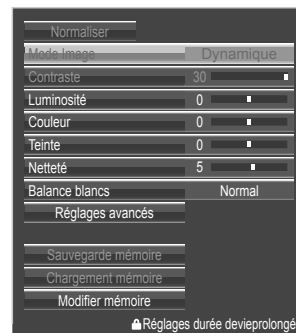 Normaliser
Mode Image Dynamique
Contraste 30
Luminosité 0
Couleur 0
Teinte 0
Netteté 5
Balance blancs Normal
Réglages avancés
Sauvegarde mémoire
Chargement mémoire
Modifier mémoire
Réglages durée devieprolongé